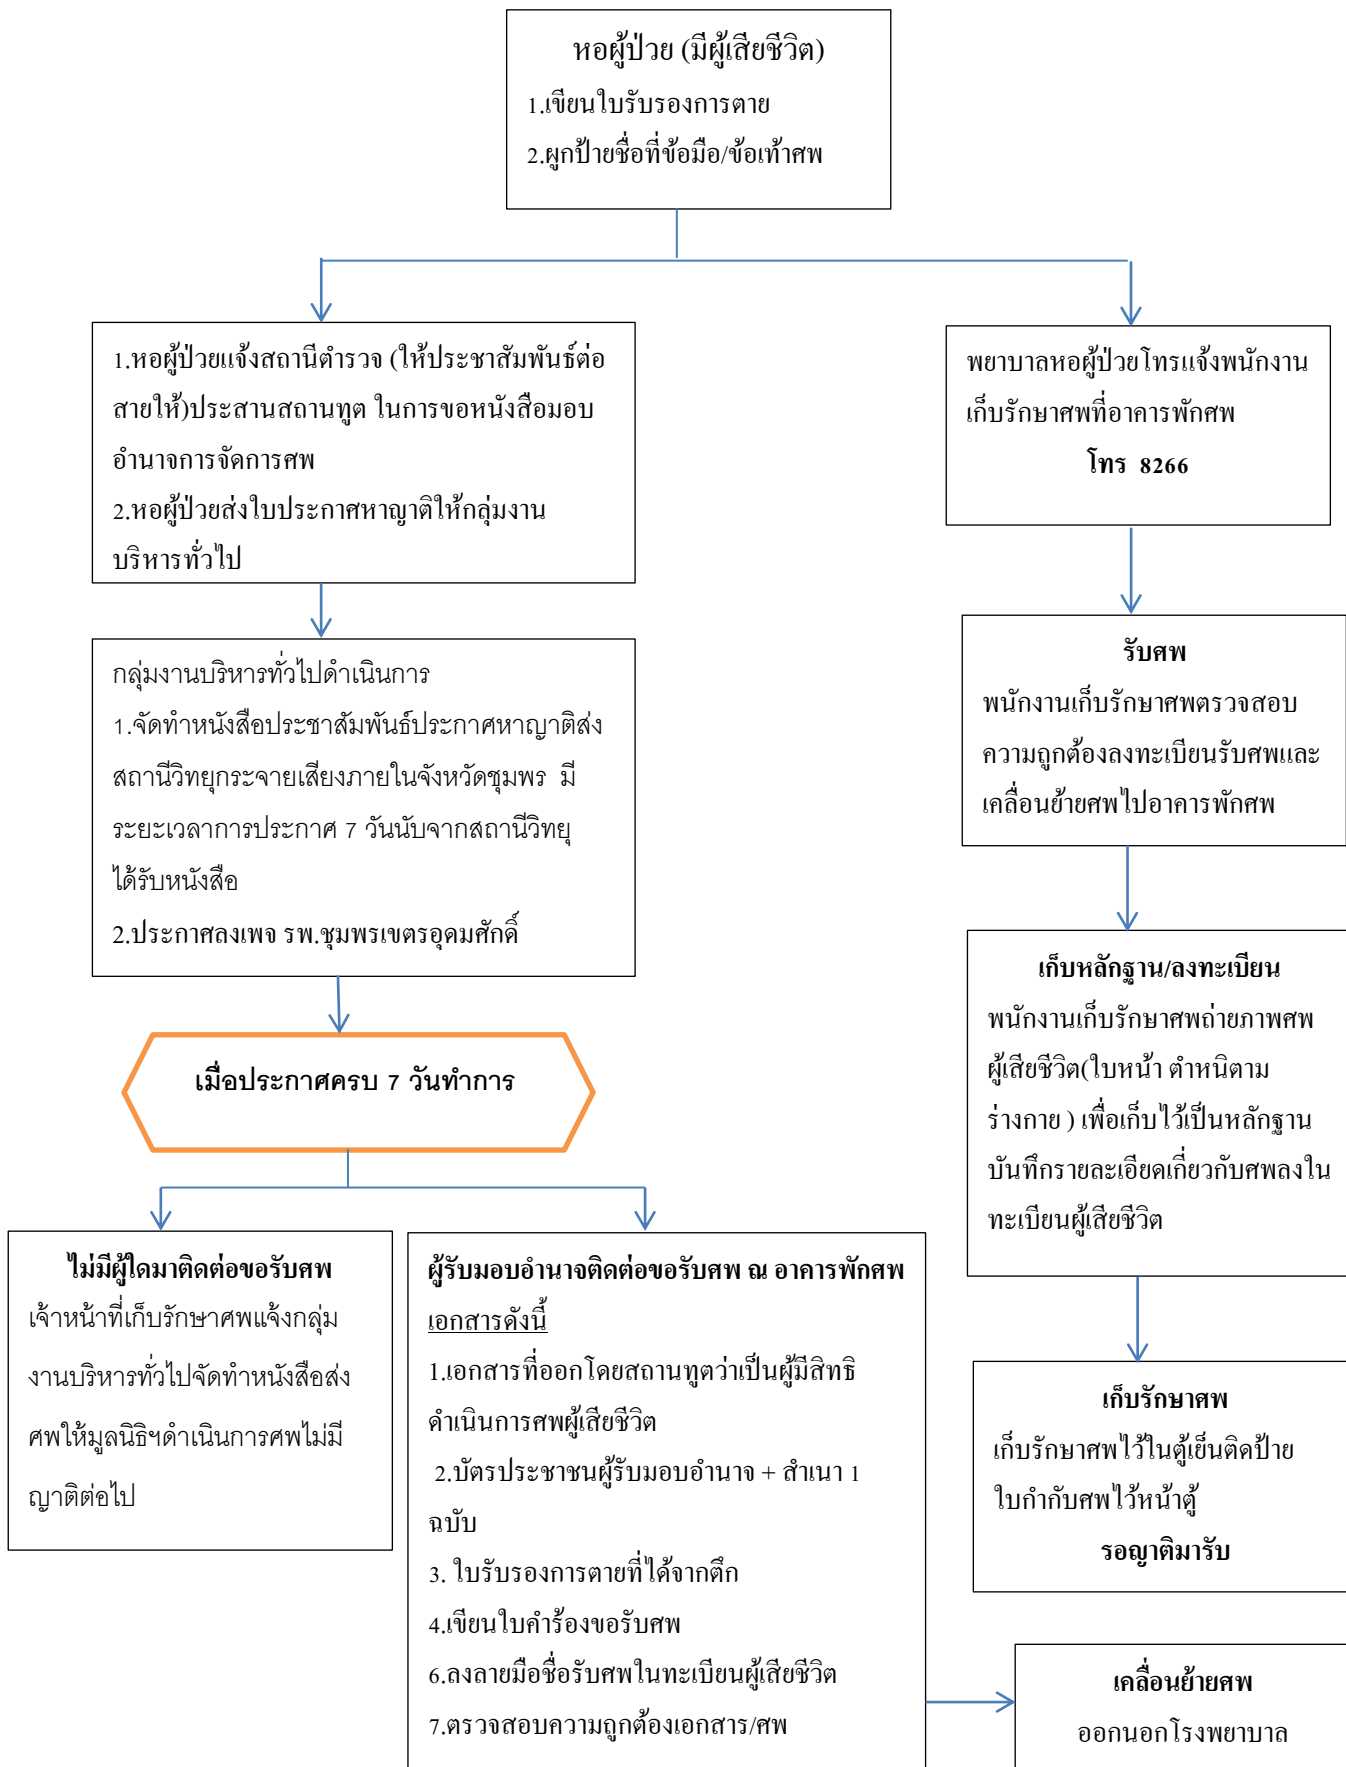 หอผู้ป่วย (มีผู้เสียชีวิต)
1.เขียนใบรับรองการตาย
2.ผูกป้ายชื่อที่ข้อมือ/ข้อเท้าศพ
1.หอผู้ป่วยแจ้งสถานีตำรวจ (ให้ประชาสัมพันธ์ต่อ
สายให้)ประสานสถานทูต ในการขอหนังสือมอบ
อำนาจการจัดการศพ
2.หอผู้ป่วยส่งใบประกาศหาญาติให้กลุ่มงาน
บริหารทั่วไป
พยาบาลหอผู้ป่วยโทรแจ้งพนักงาน
เก็บรักษาศพที่อาคารพักศพ
โทร 8266
กลุ่มงานบริหารทั่วไปดำเนินการ
1.จัดทำหนังสือประชาสัมพันธ์ประกาศหาญาติส่ง
สถานีวิทยุกระจายเสียงภายในจังหวัดชุมพร มี
ระยะเวลาการประกาศ 7 วันนับจากสถานีวิทยุ
ได้รับหนังสือ
2.ประกาศลงเพจ รพ.ชุมพรเขตรอุดมศักดิ์
รับศพ
พนักงานเก็บรักษาศพตรวจสอบ
ความถูกต้องลงทะเบียนรับศพและ
เคลื่อนย้ายศพไปอาคารพักศพ
เก็บหลักฐาน/ลงทะเบียน
พนักงานเก็บรักษาศพถ่ายภาพศพ
ผู้เสียชีวิต(ใบหน้า ตำหนิตาม
ร่างกาย ) เพื่อเก็บไว้เป็นหลักฐาน
บันทึกรายละเอียดเกี่ยวกับศพลงใน
ทะเบียนผู้เสียชีวิต
เมื่อประกาศครบ 7 วันทำการ
ไม่มีผู้ใดมาติดต่อขอรับศพ
เจ้าหน้าที่เก็บรักษาศพแจ้งกลุ่ม
งานบริหารทั่วไปจัดทำหนังสือส่ง
ศพให้มูลนิธิฯดำเนินการศพไม่มี
ญาติต่อไป
ผู้รับมอบอำนาจติดต่อขอรับศพ ณ อาคารพักศพ
เอกสารดังนี้
1.เอกสารที่ออกโดยสถานทูตว่าเป็นผู้มีสิทธิ
ดำเนินการศพผู้เสียชีวิต
2.บัตรประชาชนผู้รับมอบอำนาจ + สำเนา 1
ฉบับ
3. ใบรับรองการตายที่ได้จากตึก
4.เขียนใบคำร้องขอรับศพ
6.ลงลายมือชื่อรับศพในทะเบียนผู้เสียชีวิต
7.ตรวจสอบความถูกต้องเอกสาร/ศพ
เก็บรักษาศพ
เก็บรักษาศพไว้ในตู้เย็นติดป้าย
ใบกำกับศพไว้หน้าตู้
รอญาติมารับ
เคลื่อนย้ายศพ
ออกนอกโรงพยาบาล